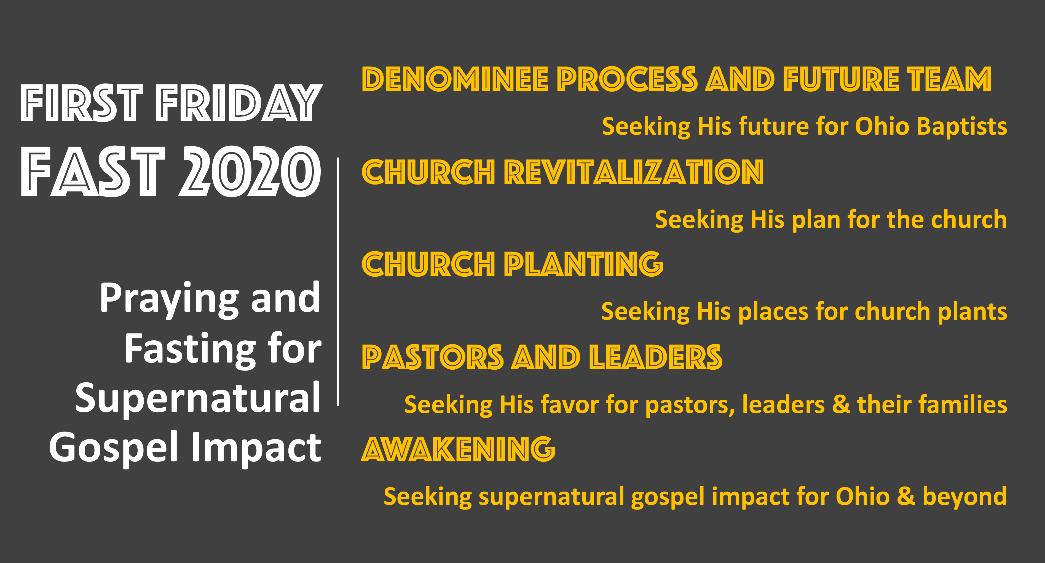 FIRST FRIDAY
FAST 2020
Praying and
Fasting for
Supernatural
Gospel Impact
DENOMINEE PROCESS AND FUTURE TEAM
Seeking His future for Ohio Baptists
CHURCH REVITALIZATION
Seeking His plan for the church
CHURCH PLANTING
Seeking His places for church plants
PASTORS AND LEADERS
Seeking His favor for pastors, leaders & their families
AWAKENING
Seeking supernatural gospel impact for Ohio & beyond